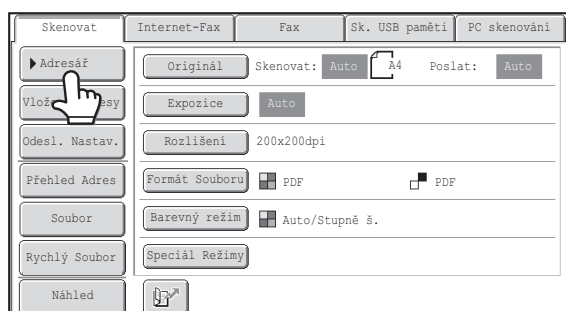 Skenovat Internet-Fax Fax Sk. USB paměti PC skenování
Adresář
Originál Skenovat: Auto A4 Poslat: Auto
Expozice Auto
Odesl. Nastav.
Rozlišení 200x200dpi
Přehled Adres
Formát Souboru PDF PDF
Soubor
Barevný režim Auto/Stupně š.
Rychlý Soubor
Speciál Režimy
Náhled